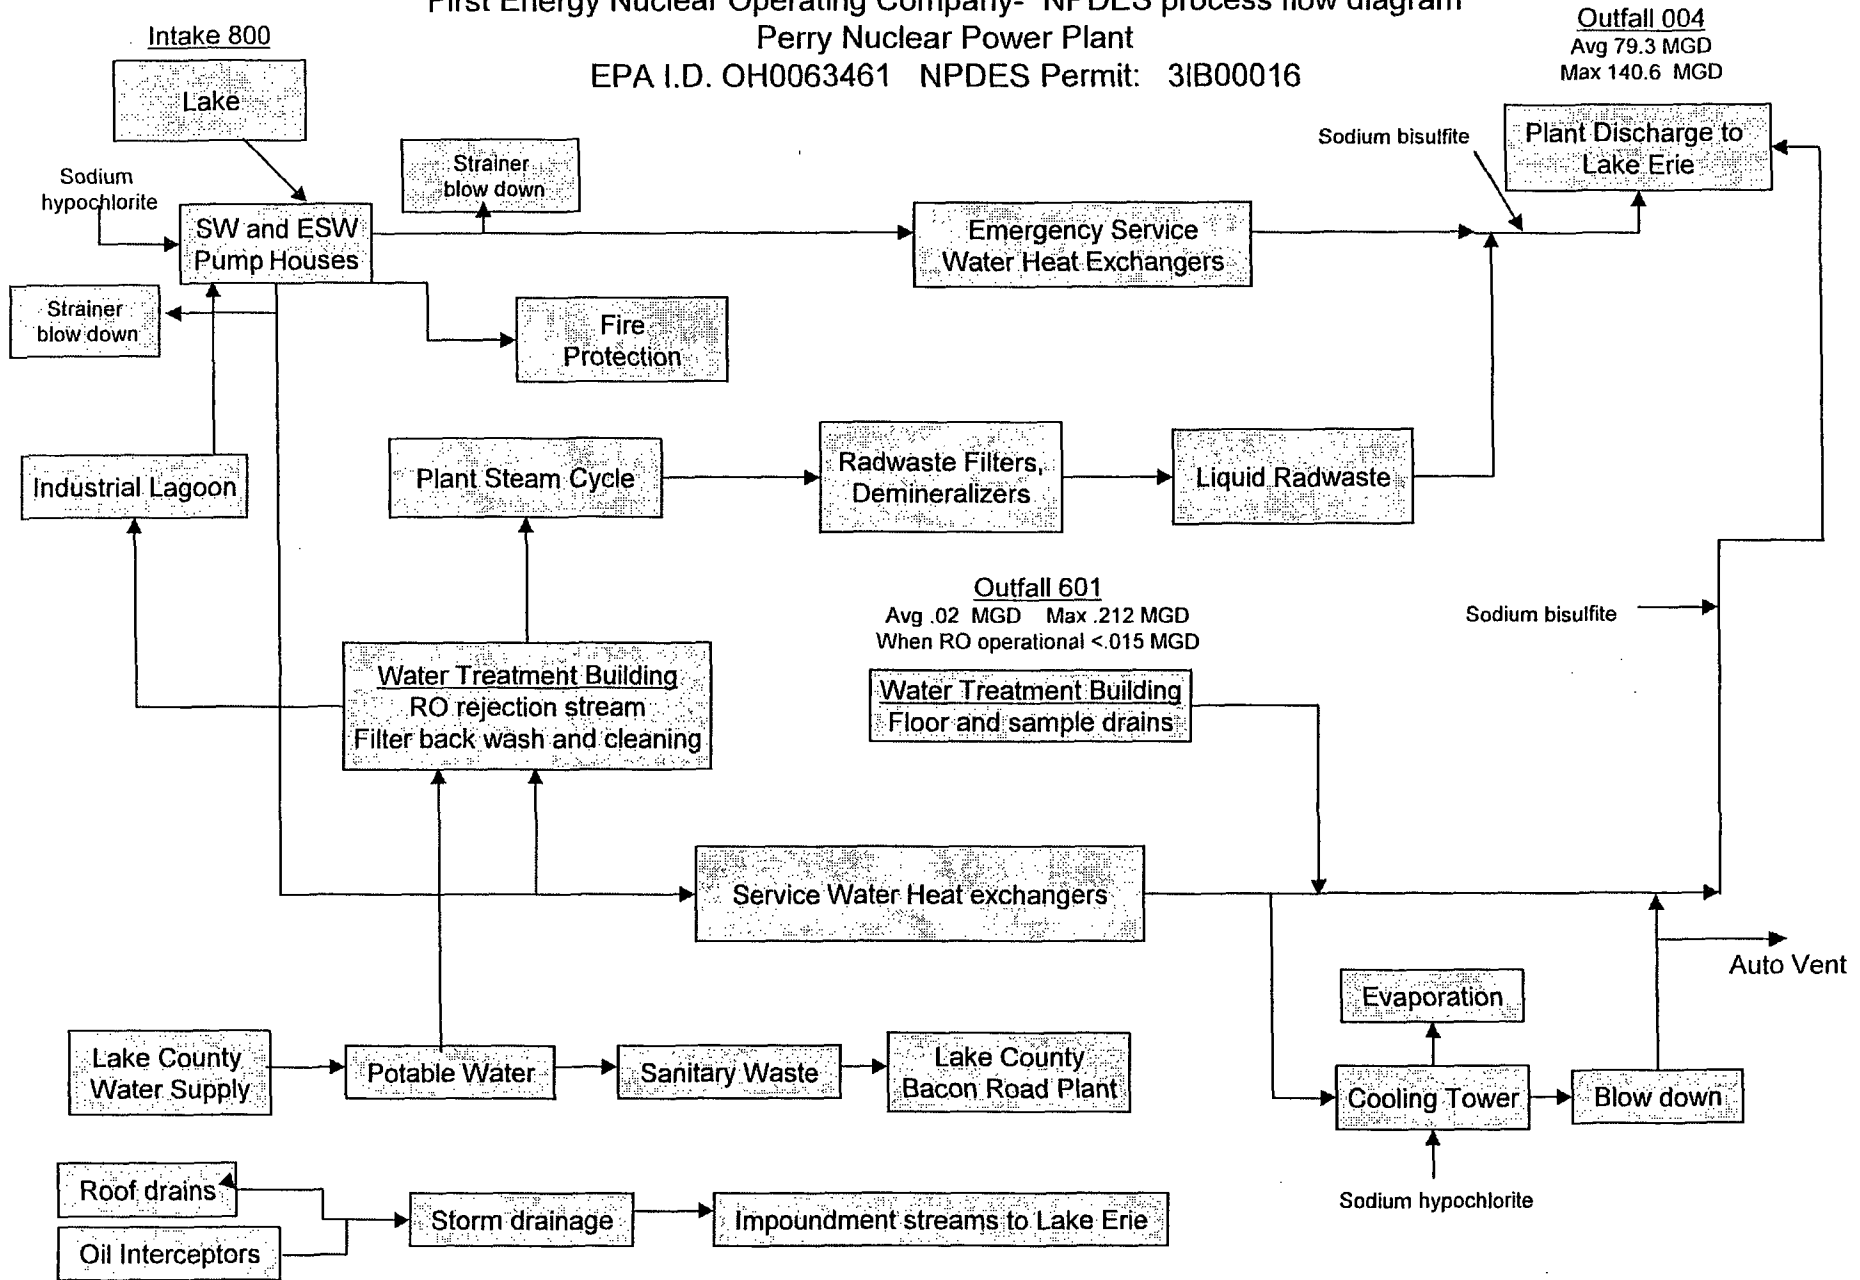 First Energy Nuclear Operating Company- NPDES process flow diagram
Perry Nuclear Power Plant
EPA I.D. OH0063461 NPDES Permit: 3IB00016
Intake 800
Lake
Outfall 004
Avg 79.3 MGD
Max 140.6 MGD
Plant Discharge to
Lake Erie
Sodium bisulfite
Strainer
blow down
Sodium
hypochlorite
SW and ESW
Pump Houses
Emergency Service
Water Heat Exchangers
Strainer
blow down
Fire
Protection
Industrial Lagoon
Plant Steam Cycle
Radwaste Filters,
Demineralizers
Liquid Radwaste
Outfall 601
Avg .02 MGD Max .212 MGD
When RO operational <.015 MGD
Sodium bisulfite
Water Treatment Building
RO rejection stream
Filter back wash and cleaning
Water Treatment Building
Floor and sample drains
Service Water Heat exchangers
Auto Vent
Evaporation
Lake County
Water Supply
Potable Water
Sanitary Waste
Lake County
Bacon Road Plant
Cooling Tower
Blow down
Sodium hypochlorite
Roof drains
Oil Interceptors
Storm drainage
Impoundment streams to Lake Erie